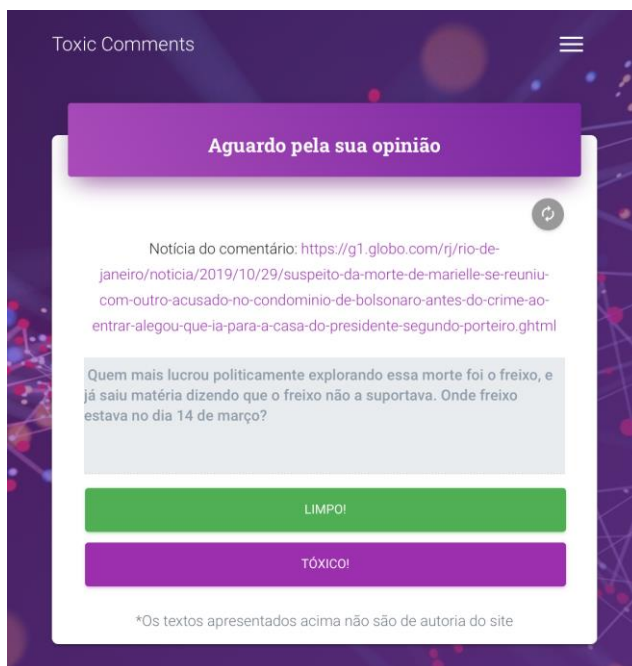 Toxic Comments
Aguardo pela sua opinião
Notícia do comentário: https://g1.globo.com/rj/rio-de-
janeiro/noticia/2019/10/29/suspeito-da-morte-de-marielle-se-reuniu-
com-outro-acusado-no-condominio-de-bolsonaro-antes-do-crime-ao-
entrar-alegou-que-ia-para-a-casa-do-presidente-segundo-porteiro.ghtml
Quem mais lucrou politicamente explorando essa morte foi o freixo, e
já saiu matéria dizendo que o freixo não a suportava. Onde freixo
estava no dia 14 de março?
LIMPO!
TÓXICO!
*Os textos apresentados acima não são de autoria do site